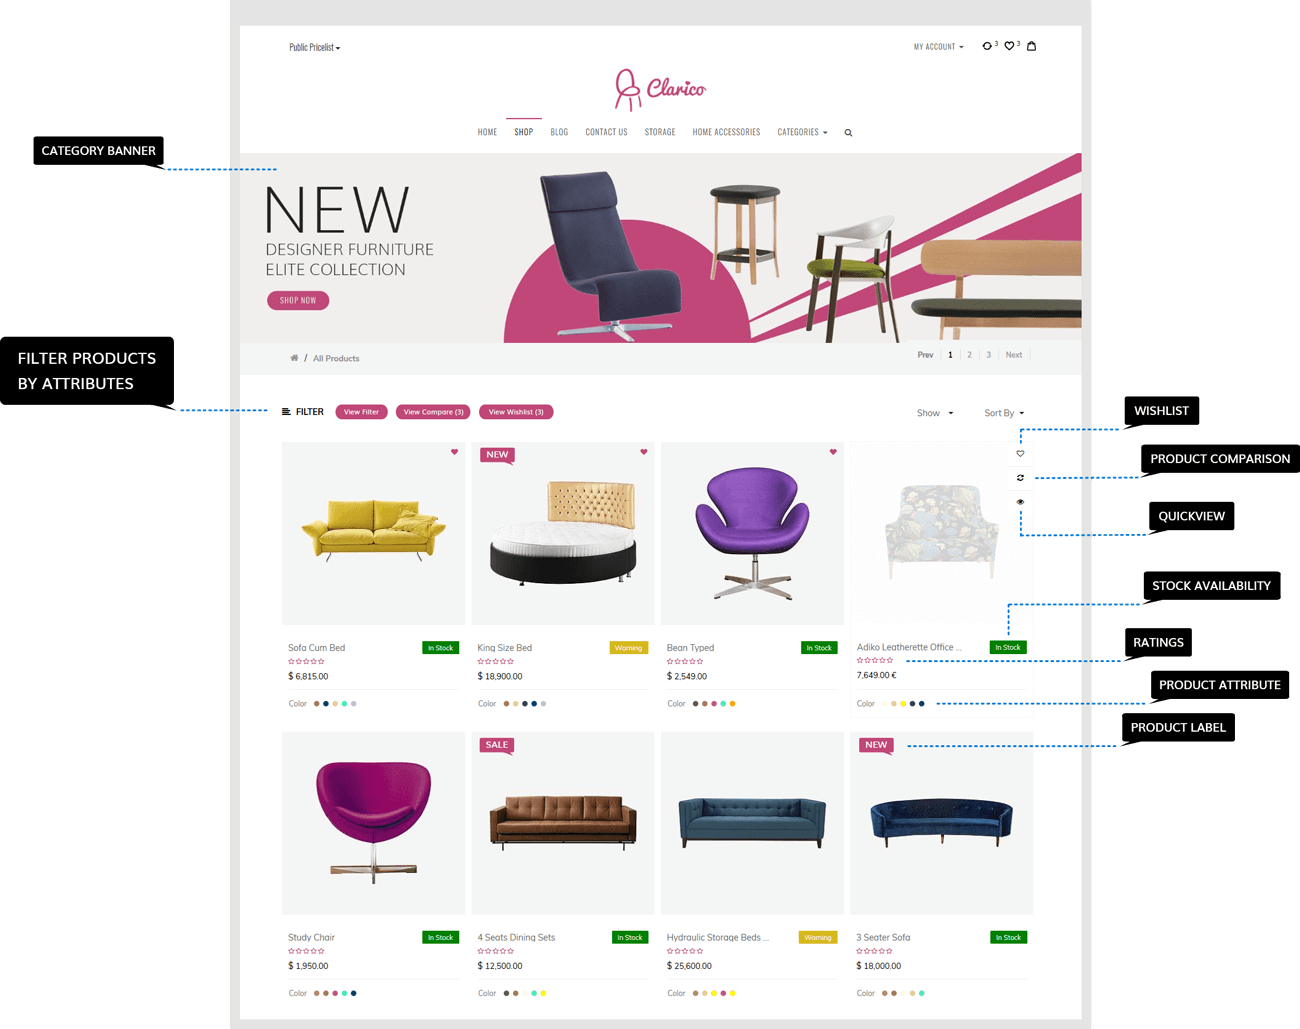 Public Pricelist
MY ACCOUNT
3
3
Clarico
HOME
SHOP
BLOG
CONTACT US
STORAGE
HOME ACCESSORIES
CATEGORIES
CATEGORY BANNER
NEW
DESIGNER FURNITURE
ELITE COLLECTION
SHOP NOW
/ All Products
Prev
1
2
3
Next
FILTER PRODUCTS
BY ATTRIBUTES
FILTER
View Filter
View Compare (3)
View Wishlist (3)
Show
Sort By
WISHLIST
PRODUCT COMPARISON
QUICKVIEW
STOCK AVAILABILITY
RATINGS
PRODUCT ATTRIBUTE
PRODUCT LABEL
Sofa Cum Bed
In Stock
$ 6,815.00
Color
NEW
King Size Bed
Warning
$ 18,900.00
Color
Bean Typed
In Stock
$ 2,549.00
Color
Adiko Leatherette Office ...
In Stock
7,649.00 €
Color
Study Chair
In Stock
$ 1,950.00
Color
SALE
4 Seats Dining Sets
In Stock
$ 12,500.00
Color
Hydraulic Storage Beds ...
Warning
$ 25,600.00
Color
NEW
3 Seater Sofa
In Stock
$ 18,000.00
Color